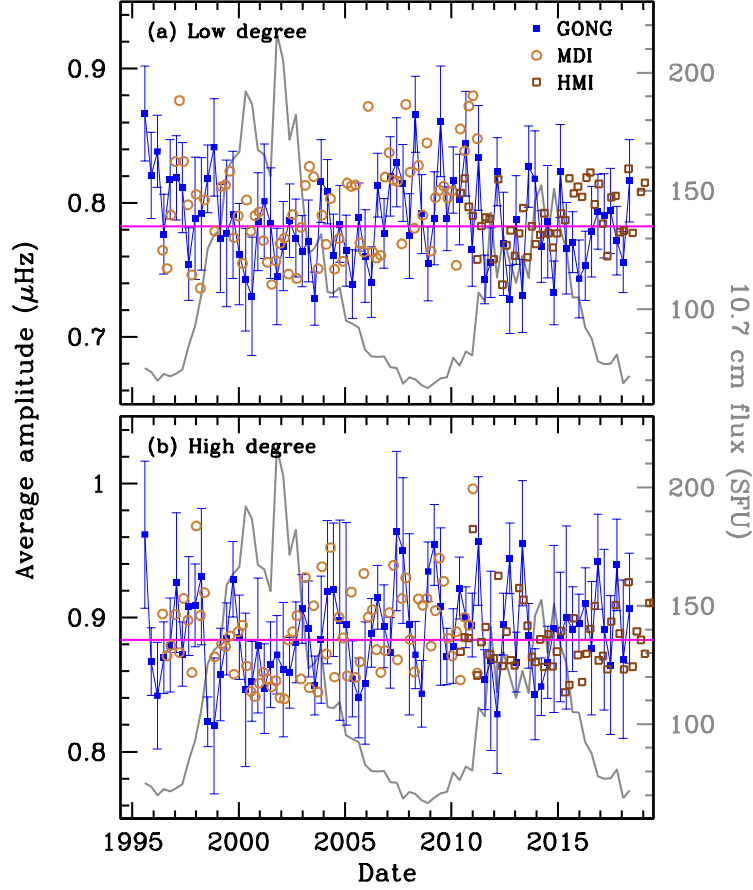 (a) Low degree
GONG
MDI
HMI
0.9
0.8
0.7
200
150
100
(b) High degree
1
0.9
0.8
200
150
100
1995
2000
2005
2010
2015
Date
Average amplitude (μHz)
10.7 cm flux (SFU)